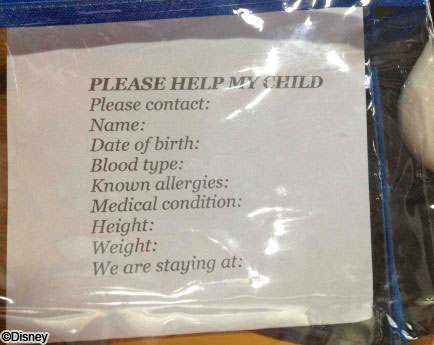 PLEASE HELP MY CHILD
Please contact:
Name:
Date of birth:
Blood type:
Known allergies:
Medical condition:
Height:
Weight:
We are staying at:
©Disney